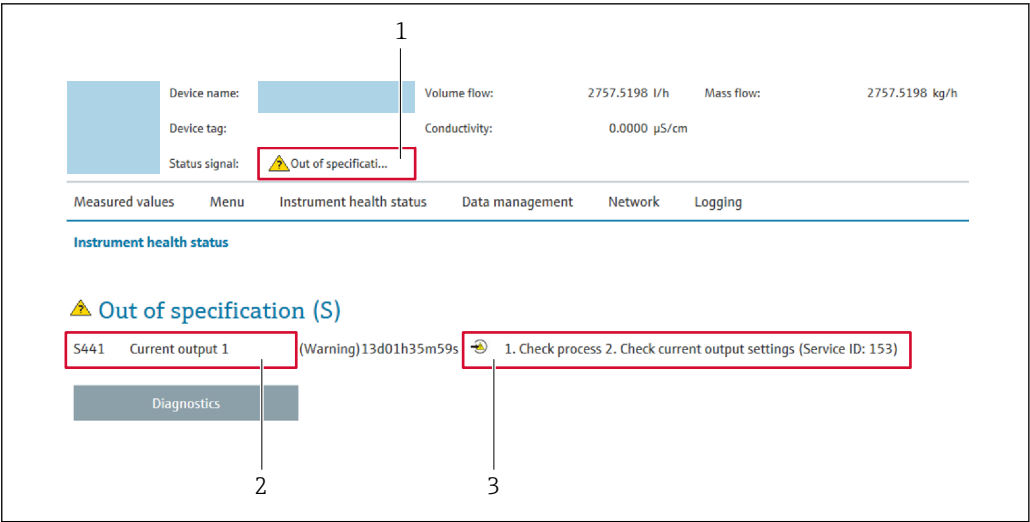 1
Device name: Volume flow: 2757.5198 l/h Mass flow: 2757.5198 kg/h
Device tag: Conductivity: 0.0000 µS/cm
Status signal: Out of specificati...
Measured values Menu Instrument health status Data management Network Logging
Instrument health status
Out of specification (S)
S441 Current output 1 (Warning)13d01h35m59s 1. Check process 2. Check current output settings (Service ID: 153)
Diagnostics
2 3